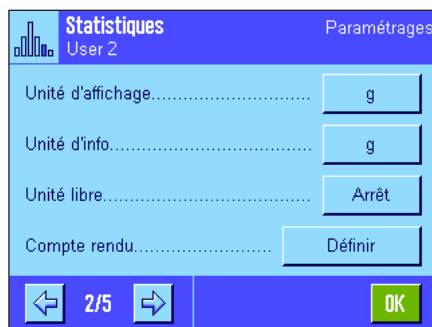 Statistiques Paramétrages
User 2
Unité d'affichage............................ g
Unité d'info................................... g
Unité libre.................................... Arrêt
Compte rendu........................ Définir
2/5 OK